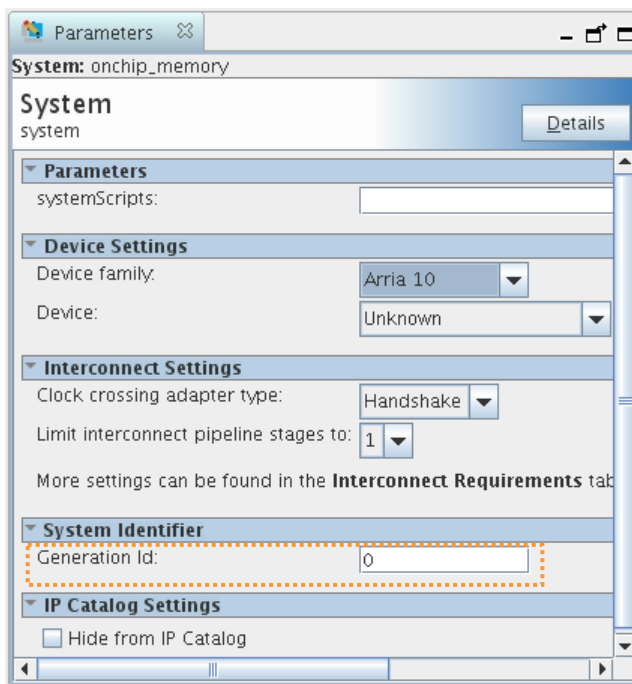 Parameters
System: onchip_memory
System
system
Details
Parameters
systemScripts:
Device Settings
Device family: Arria 10
Device: Unknown
Interconnect Settings
Clock crossing adapter type: Handshake
Limit interconnect pipeline stages to: 1
More settings can be found in the Interconnect Requirements tab
System Identifier
Generation Id: 0
IP Catalog Settings
Hide from IP Catalog